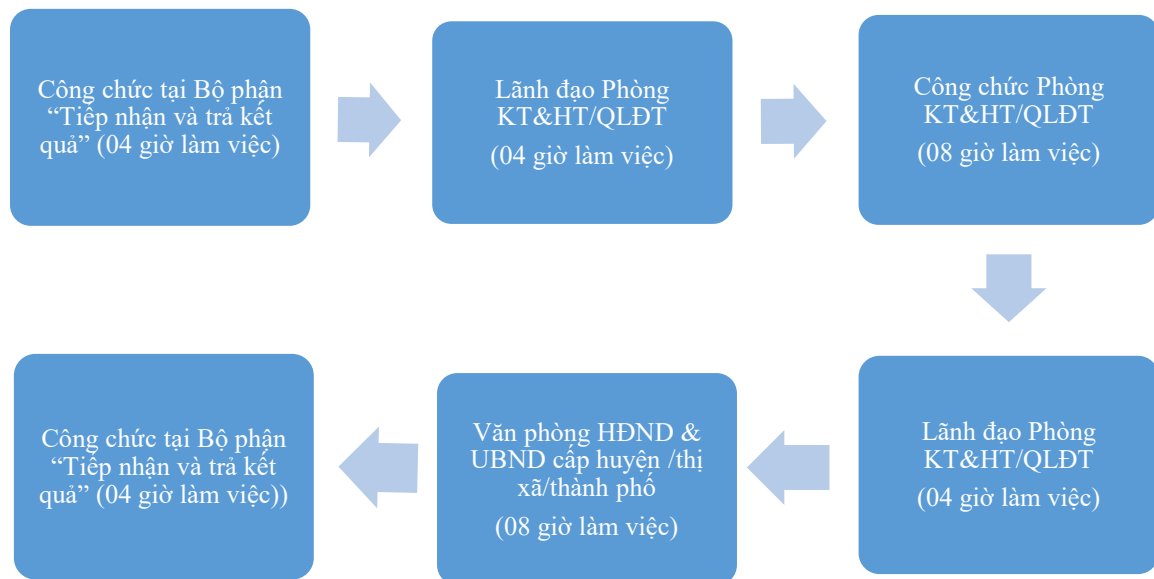 Công chức tại Bộ phận
“Tiếp nhận và trả kết
quả” (04 giờ làm việc)
Lãnh đạo Phòng
KT&HT/QLĐT
(04 giờ làm việc)
Công chức Phòng
KT&HT/QLĐT
(08 giờ làm việc)
Lãnh đạo Phòng
KT&HT/QLĐT
(04 giờ làm việc)
Văn phòng HĐND &
UBND cấp huyện /thị
xã/thành phố
(08 giờ làm việc)
Công chức tại Bộ phận
“Tiếp nhận và trả kết
quả” (04 giờ làm việc))